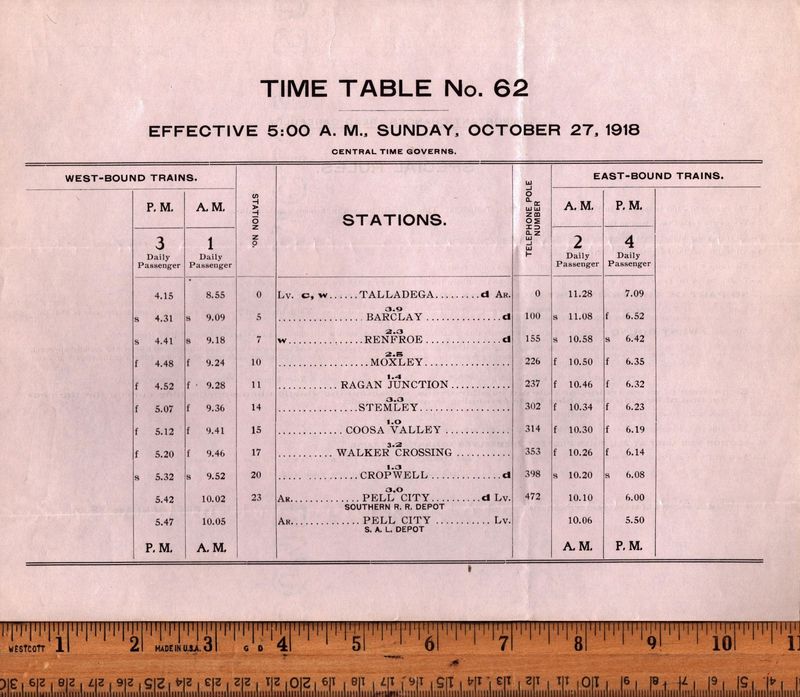 TIME TABLE No. 62
EFFECTIVE 5:00 A. M., SUNDAY, OCTOBER 27, 1918
CENTRAL TIME GOVERNS.
WEST-BOUND TRAINS. STATION NO. STATIONS. TELEPHONE POLE NUMBER EAST-BOUND TRAINS.
P. M. A. M. A. M. P. M.
3 1 2 4
Daily Passenger Daily Passenger Daily Passenger Daily Passenger
4.15 8.55 0 Lv. c, w......TALLADEGA.........d Ar. 0 11.28 7.09
3.9
s 4.31 s 9.09 5 BARCLAY d 100 s 11.08 f 6.52
2.3
s 4.41 s 9.18 7 w RENFROE d 155 s 10.58 s 6.42
2.5
f 4.48 f 9.24 10 MOXLEY 226 f 10.50 f 6.35
1.4
f 4.52 f 9.28 11 RAGAN JUNCTION 237 f 10.46 f 6.32
3.3
f 5.07 f 9.36 14 STEMLEY 302 f 10.34 f 6.23
1.0
f 5.12 f 9.41 15 COOSA VALLEY 314 f 10.30 f 6.19
3.2
f 5.20 f 9.46 17 WALKER CROSSING 353 f 10.26 f 6.14
1.3
s 5.32 s 9.52 20 CROPWELL d 398 s 10.20 s 6.08
3.0
5.42 10.02 23 Ar. PELL CITY d Lv. 472 10.10 6.00
SOUTHERN R. R. DEPOT
5.47 10.05 Ar. PELL CITY Lv. 10.06 5.50
S. A. L. DEPOT
P. M. A. M. A. M. P. M.
WESTCOTT 1 2 MADE IN U.S.A. 3 4 5 6 7 8 9 10 11